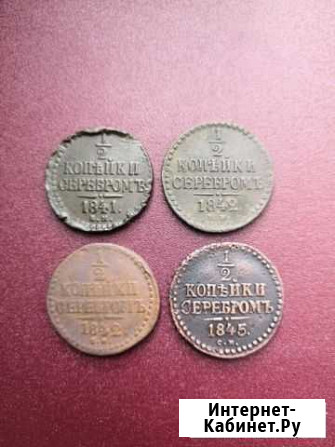 1
2
КОПѢЙКИ
СЕРЕБРОМЪ
1841.
1
2
КОПѢЙКИ
СЕРЕБРОМЪ
1842
1
2
КОПѢЙКИ
СЕРЕБРОМЪ
1842.
1
2.
КОПѢЙКИ
СЕРЕБРОМЪ
1845.
С.М.
Интернет-
Кабинет.Ру